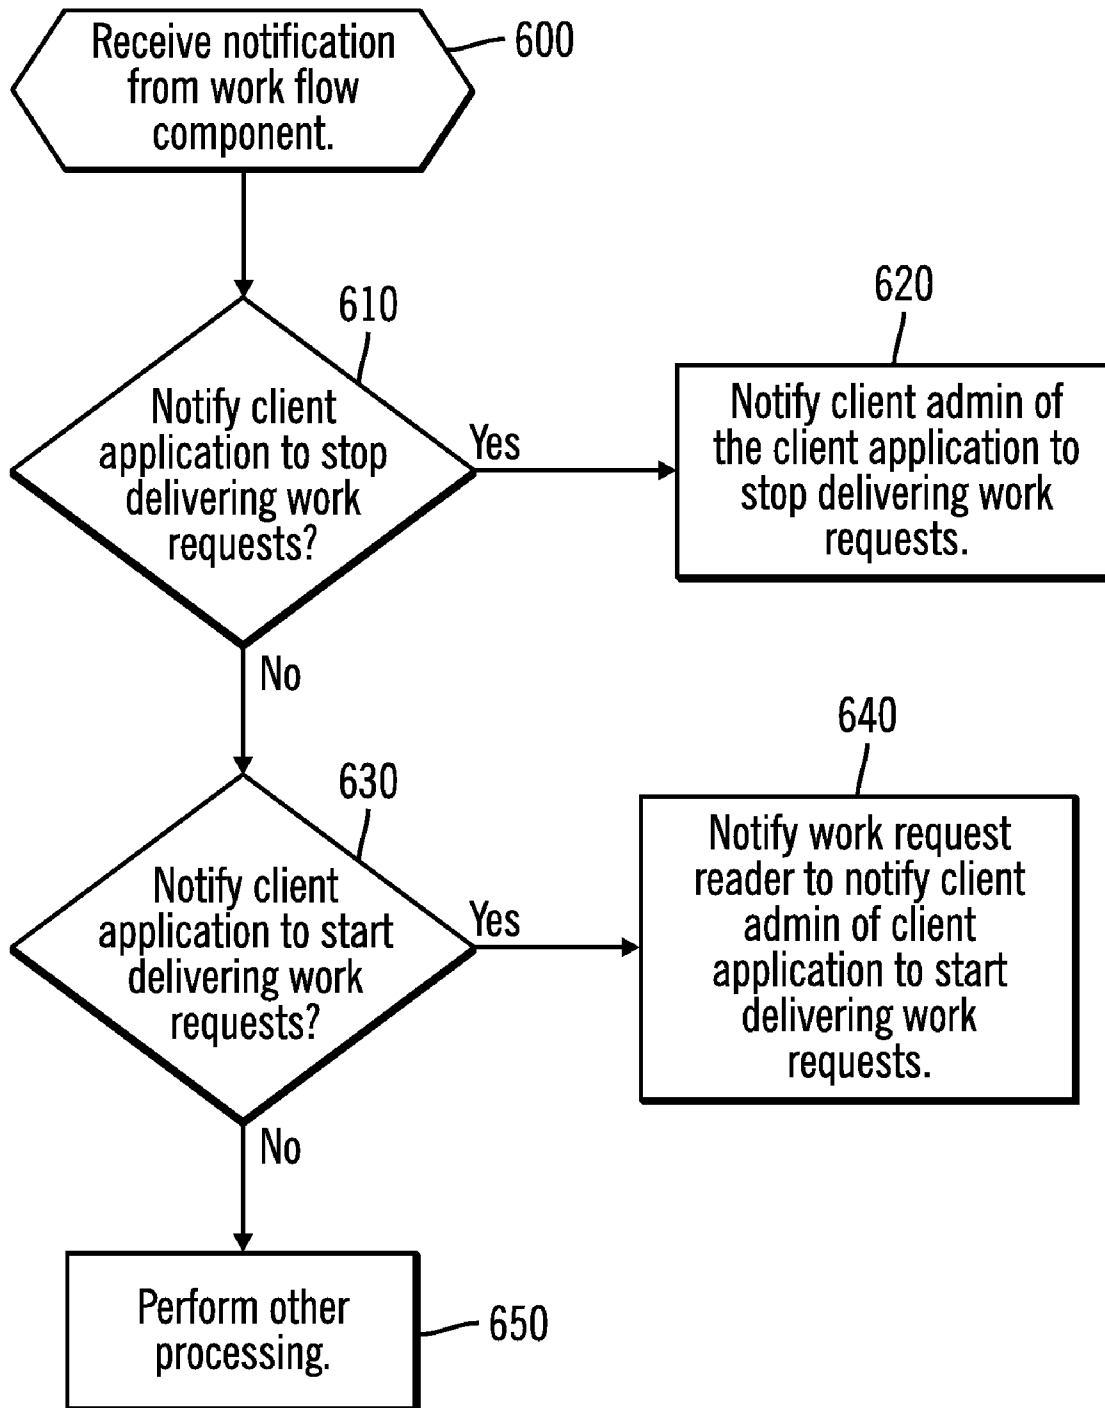 Receive notification
from work flow
component.
600
610
Notify client
application to stop
delivering work
requests?
Yes
620
Notify client admin of
the client application to
stop delivering work
requests.
No
630
Notify client
application to start
delivering work
requests?
Yes
640
Notify work request
reader to notify client
admin of client
application to start
delivering work
requests.
No
Perform other
processing.
650